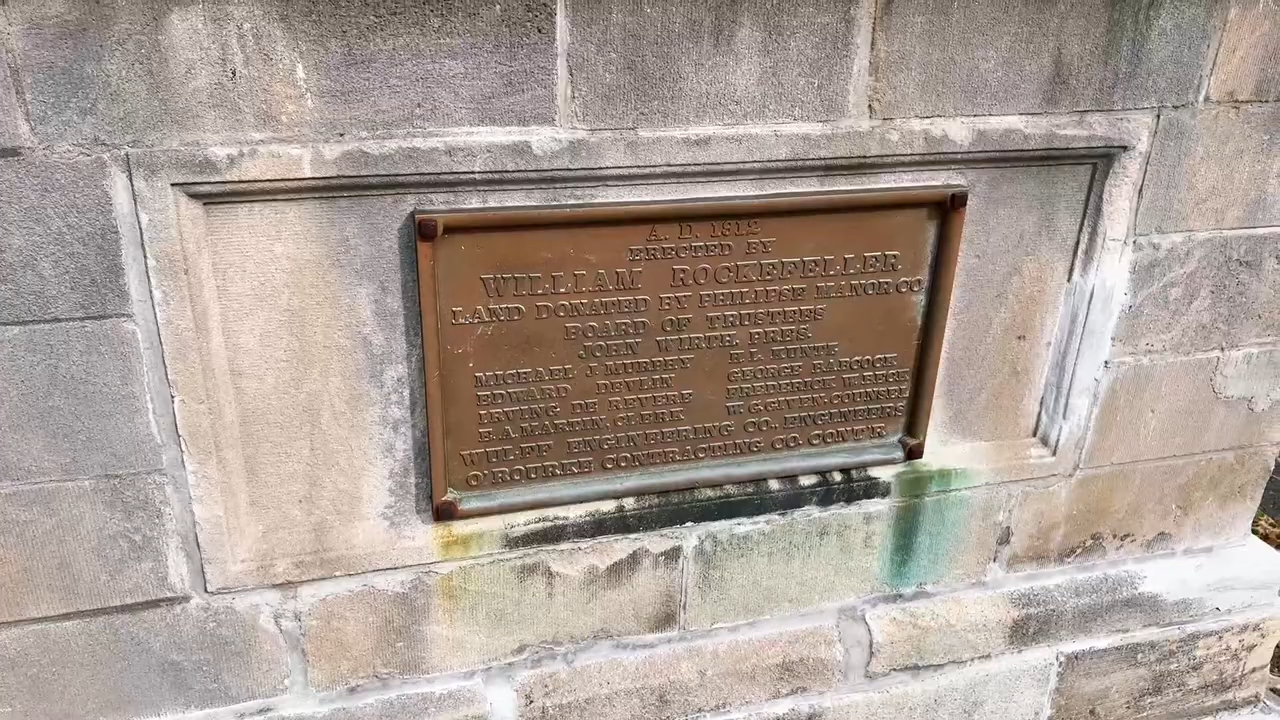 A. D. 1912
ERECTED BY
WILLIAM ROCKEFELLER
LAND DONATED BY PHILIPSE MANOR CO.
BOARD OF TRUSTEES
JOHN WIRTH, PRES.
MICHAEL J. MURPHY H. L. KUNTZ
EDWARD DEVLIN GEORGE BABCOCK
IRVING DE REVERE FREDERICK W. BECK
E. A. MARTIN, CLERK W. G. GIVEN-COUNSEL
WULFF ENGINEERING CO., ENGINEERS
O'ROURKE CONTRACTING CO. CONT'R.